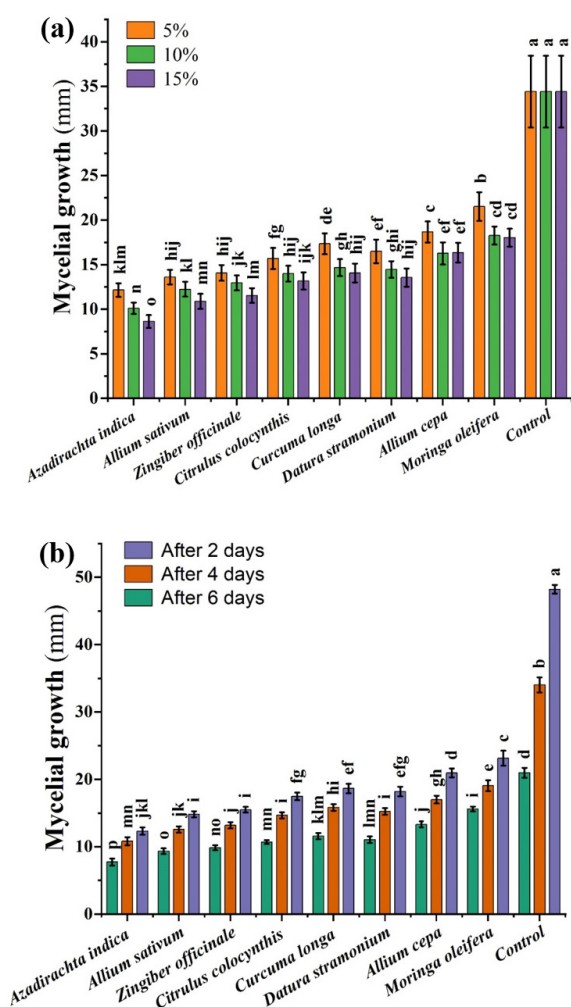 (a)
5%
10%
15%
Mycelial growth (mm)
40
35
30
25
20
15
10
5
0
klm n o hij kl mn hij jk lm fg hij ijk de gh hij ef ghi hij c ef ef b cd cd a a a
Azadirachta indica
Allium sativum
Zingiber officinale
Citrulus colocynthis
Curcuma longa
Datura stramonium
Allium cepa
Moringa oleifera
Control
(b)
After 2 days
After 4 days
After 6 days
Mycelial growth (mm)
50
40
30
20
10
0
p mn jkl o jk i no j i mn i fg klm hi ef lmn i efg j gh d i e c d b a
Azadirachta indica
Allium sativum
Zingiber officinale
Citrulus colocynthis
Curcuma longa
Datura stramonium
Allium cepa
Moringa oleifera
Control